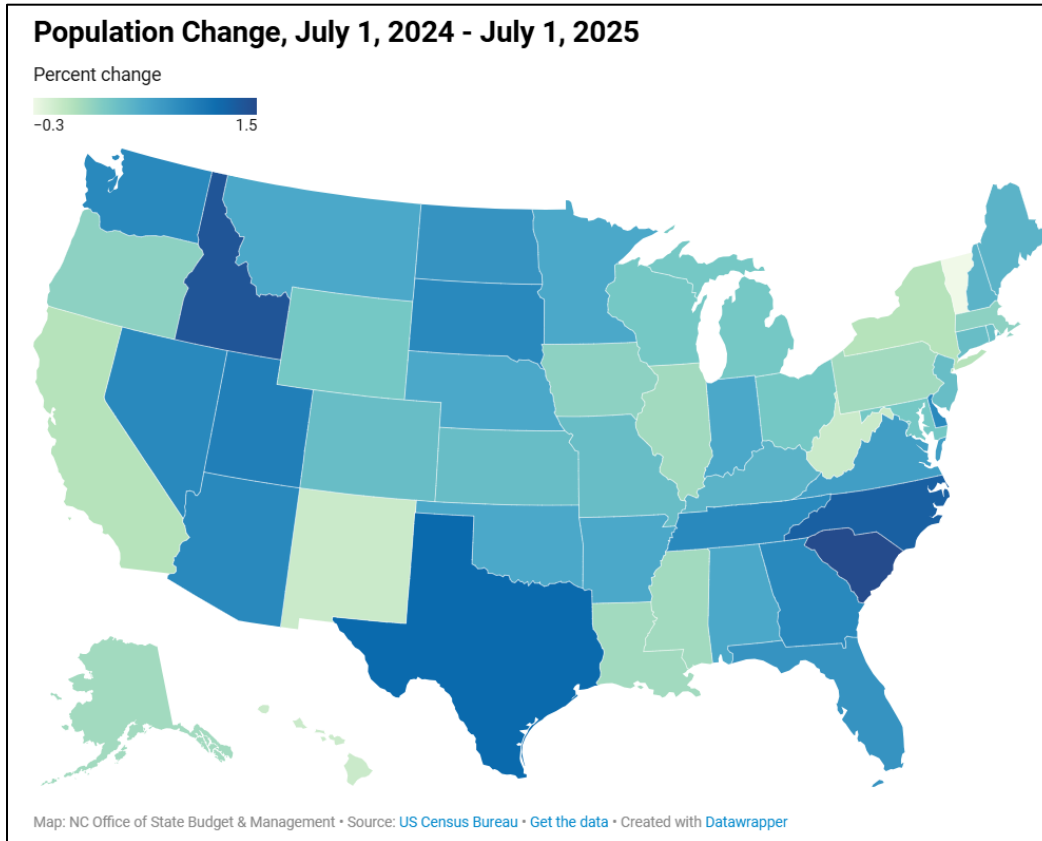 Population Change, July 1, 2024 - July 1, 2025
Percent change
−0.3 1.5
Map: NC Office of State Budget & Management • Source: US Census Bureau • Get the data • Created with Datawrapper